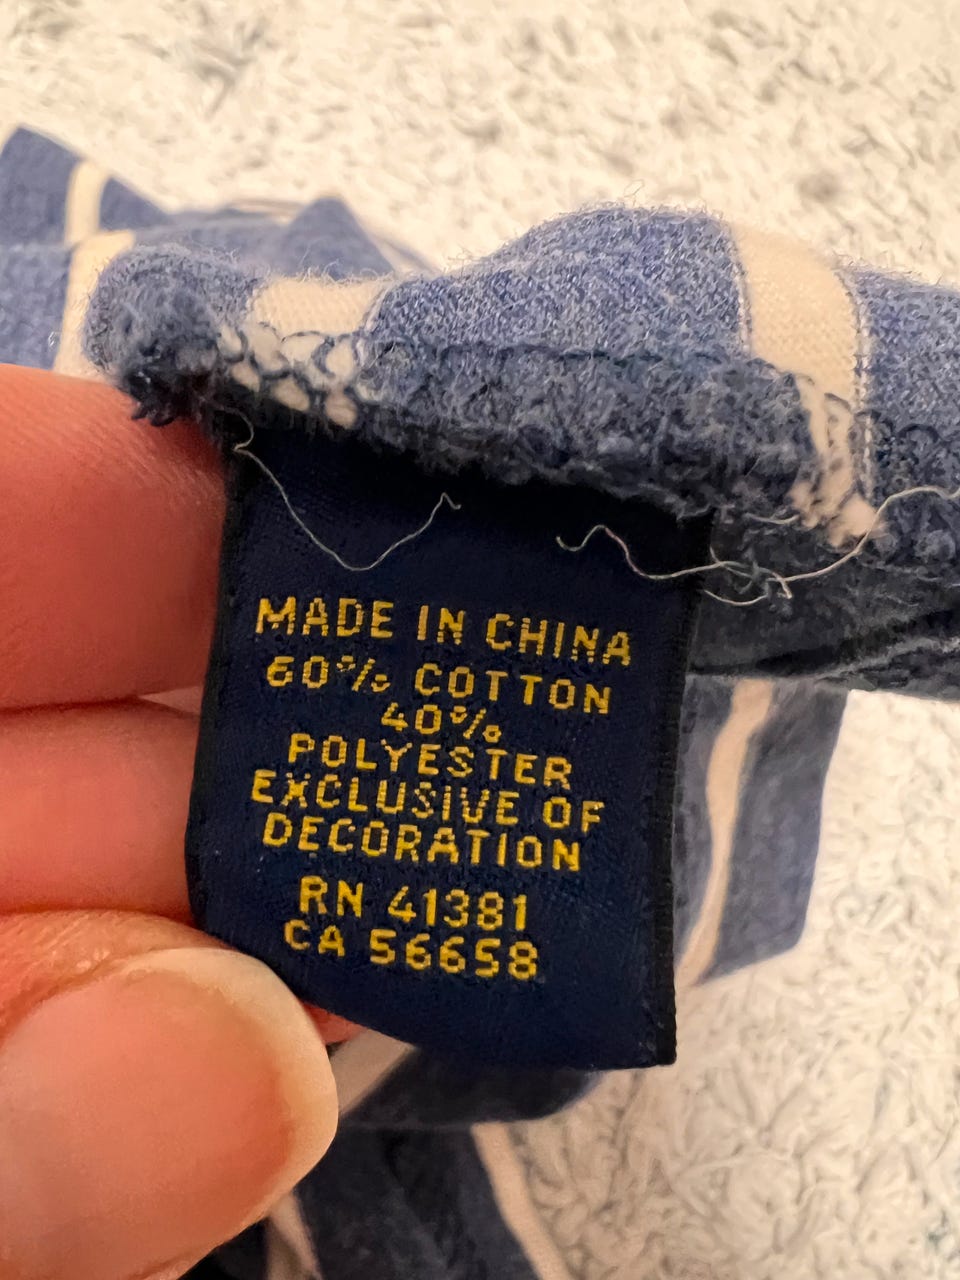 MADE IN CHINA
60% COTTON
40%
POLYESTER
EXCLUSIVE OF
DECORATION
RN 41381
CA 56658